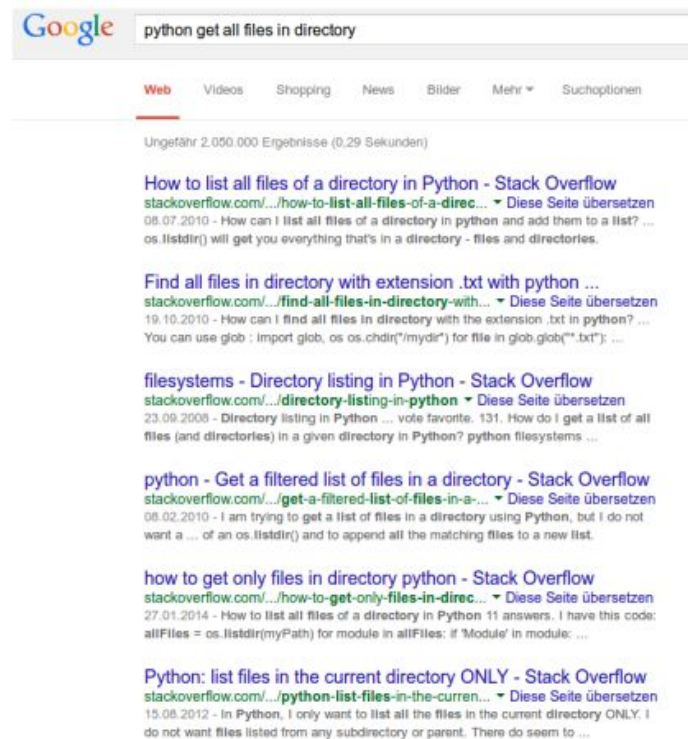 Google python get all files in directory
Web Videos Shopping News Bilder Mehr Suchoptionen
Ungefähr 2.050.000 Ergebnisse (0,29 Sekunden)
How to list all files of a directory in Python - Stack Overflow
stackoverflow.com/.../how-to-list-all-files-of-a-direc... Diese Seite übersetzen
08.07.2010 - How can I list all files of a directory in python and add them to a list? ...
os.listdir() will get you everything that's in a directory - files and directories.
Find all files in directory with extension .txt with python ...
stackoverflow.com/.../find-all-files-in-directory-with... Diese Seite übersetzen
19.10.2010 - How can I find all files in directory with the extension .txt in python? ...
You can use glob : import glob, os os.chdir("/mydir") for file in glob.glob("*.txt"): ...
filesystems - Directory listing in Python - Stack Overflow
stackoverflow.com/.../directory-listing-in-python Diese Seite übersetzen
23.09.2008 - Directory listing in Python ... vote favorite. 131. How do I get a list of all
files (and directories) in a given directory in Python? python filesystems ...
python - Get a filtered list of files in a directory - Stack Overflow
stackoverflow.com/.../get-a-filtered-list-of-files-in-a-... Diese Seite übersetzen
08.02.2010 - I am trying to get a list of files in a directory using Python, but I do not
want a ... of an os.listdir() and to append all the matching files to a new list.
how to get only files in directory python - Stack Overflow
stackoverflow.com/.../how-to-get-only-files-in-direc... Diese Seite übersetzen
27.01.2014 - How to list all files of a directory in Python 11 answers. I have this code:
allFiles = os.listdir(myPath) for module in allFiles: if 'Module' in module: ...
Python: list files in the current directory ONLY - Stack Overflow
stackoverflow.com/.../python-list-files-in-the-curren... Diese Seite übersetzen
15.08.2012 - In Python, I only want to list all the files in the current directory ONLY. I
do not want files listed from any subdirectory or parent. There do seem to ...